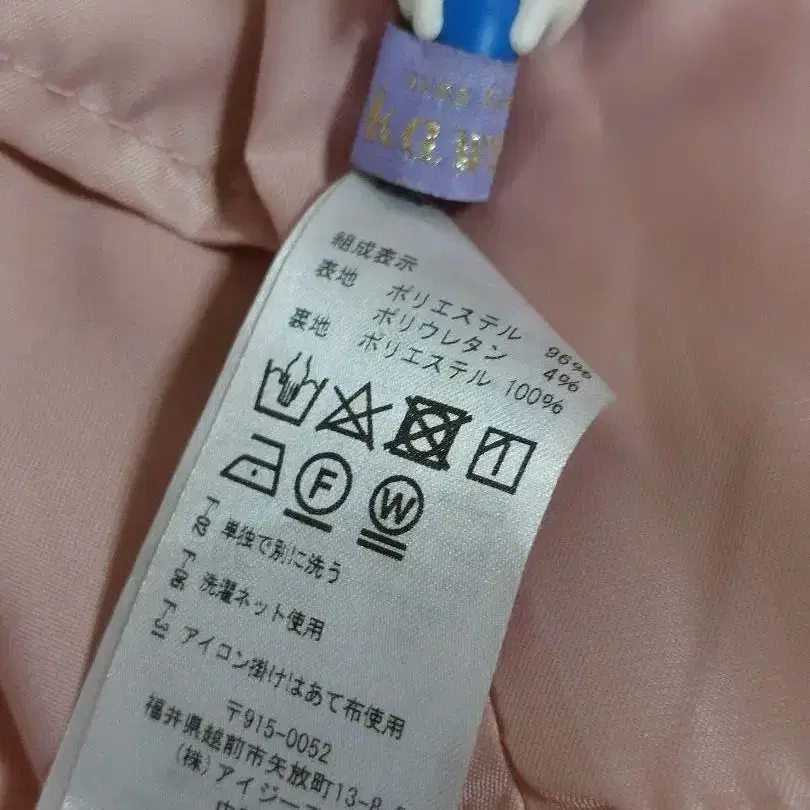 組成表示
表地 ポリエステル 96%
ポリウレタン 4%
裏地 ポリエステル 100%
F W
単独で別に洗う
洗濯ネット使用
アイロン掛けはあて布使用
〒915-0052
福井県越前市矢放町13-8
(株)アイジー